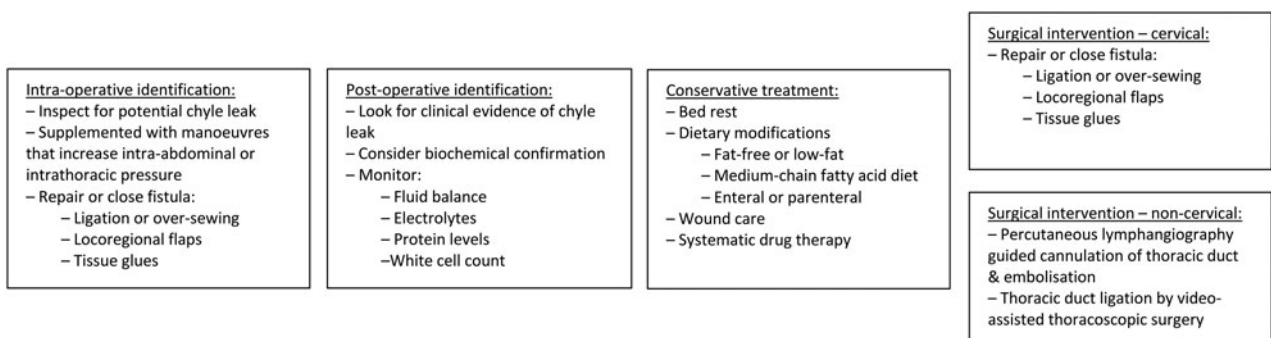 Intra-operative identification:
– Inspect for potential chyle leak
– Supplemented with manoeuvres
that increase intra-abdominal or
intrathoracic pressure
– Repair or close fistula:
– Ligation or over-sewing
– Locoregional flaps
– Tissue glues
Post-operative identification:
– Look for clinical evidence of chyle
leak
– Consider biochemical confirmation
– Monitor:
– Fluid balance
– Electrolytes
– Protein levels
–White cell count
Conservative treatment:
– Bed rest
– Dietary modifications
– Fat-free or low-fat
– Medium-chain fatty acid diet
– Enteral or parenteral
– Wound care
– Systematic drug therapy
Surgical intervention – cervical:
– Repair or close fistula:
– Ligation or over-sewing
– Locoregional flaps
– Tissue glues
Surgical intervention – non-cervical:
– Percutaneous lymphangiography
guided cannulation of thoracic duct
& embolisation
– Thoracic duct ligation by video-
assisted thoracoscopic surgery